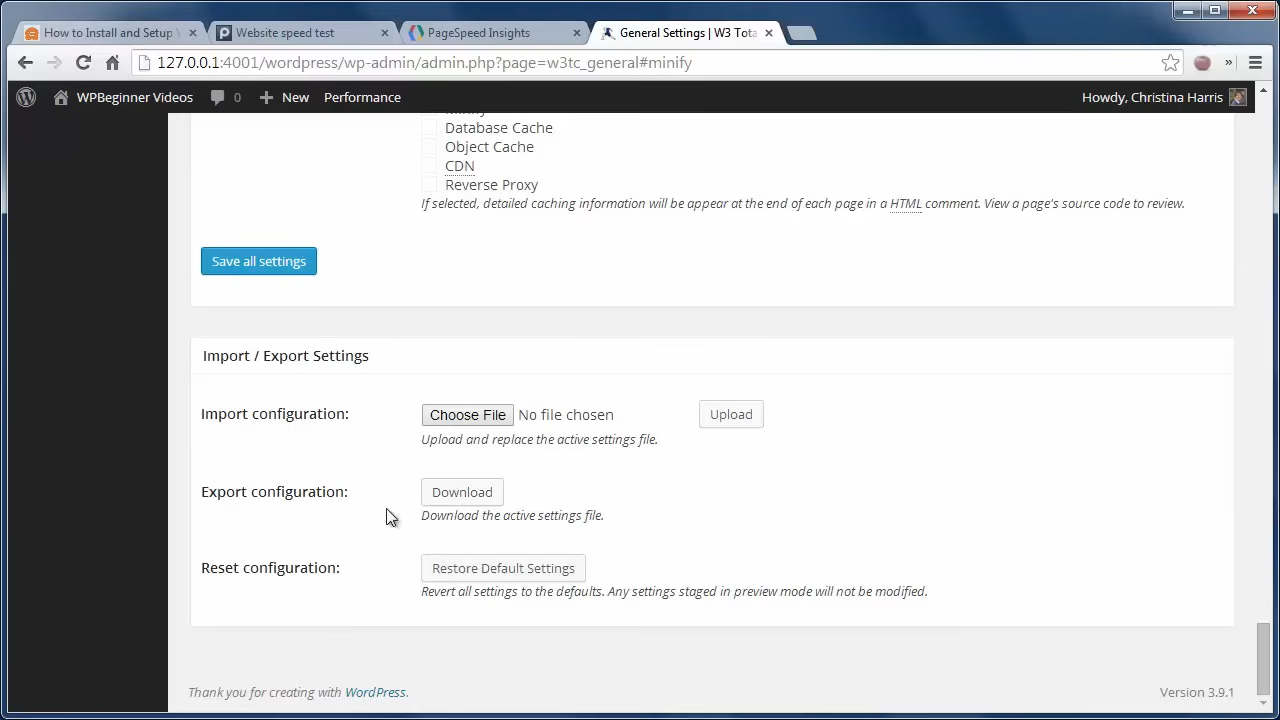 How to Install and Setup
Website speed test
PageSpeed Insights
General Settings | W3 Tota
127.0.0.1:4001/wordpress/wp-admin/admin.php?page=w3tc_general#minify
WPBeginner Videos
0
New
Performance
Howdy, Christina Harris
Database Cache
Object Cache
CDN
Reverse Proxy
If selected, detailed caching information will be appear at the end of each page in a HTML comment. View a page's source code to review.
Save all settings
Import / Export Settings
Import configuration:
Choose File No file chosen
Upload
Upload and replace the active settings file.
Export configuration:
Download
Download the active settings file.
Reset configuration:
Restore Default Settings
Revert all settings to the defaults. Any settings staged in preview mode will not be modified.
Thank you for creating with WordPress.
Version 3.9.1